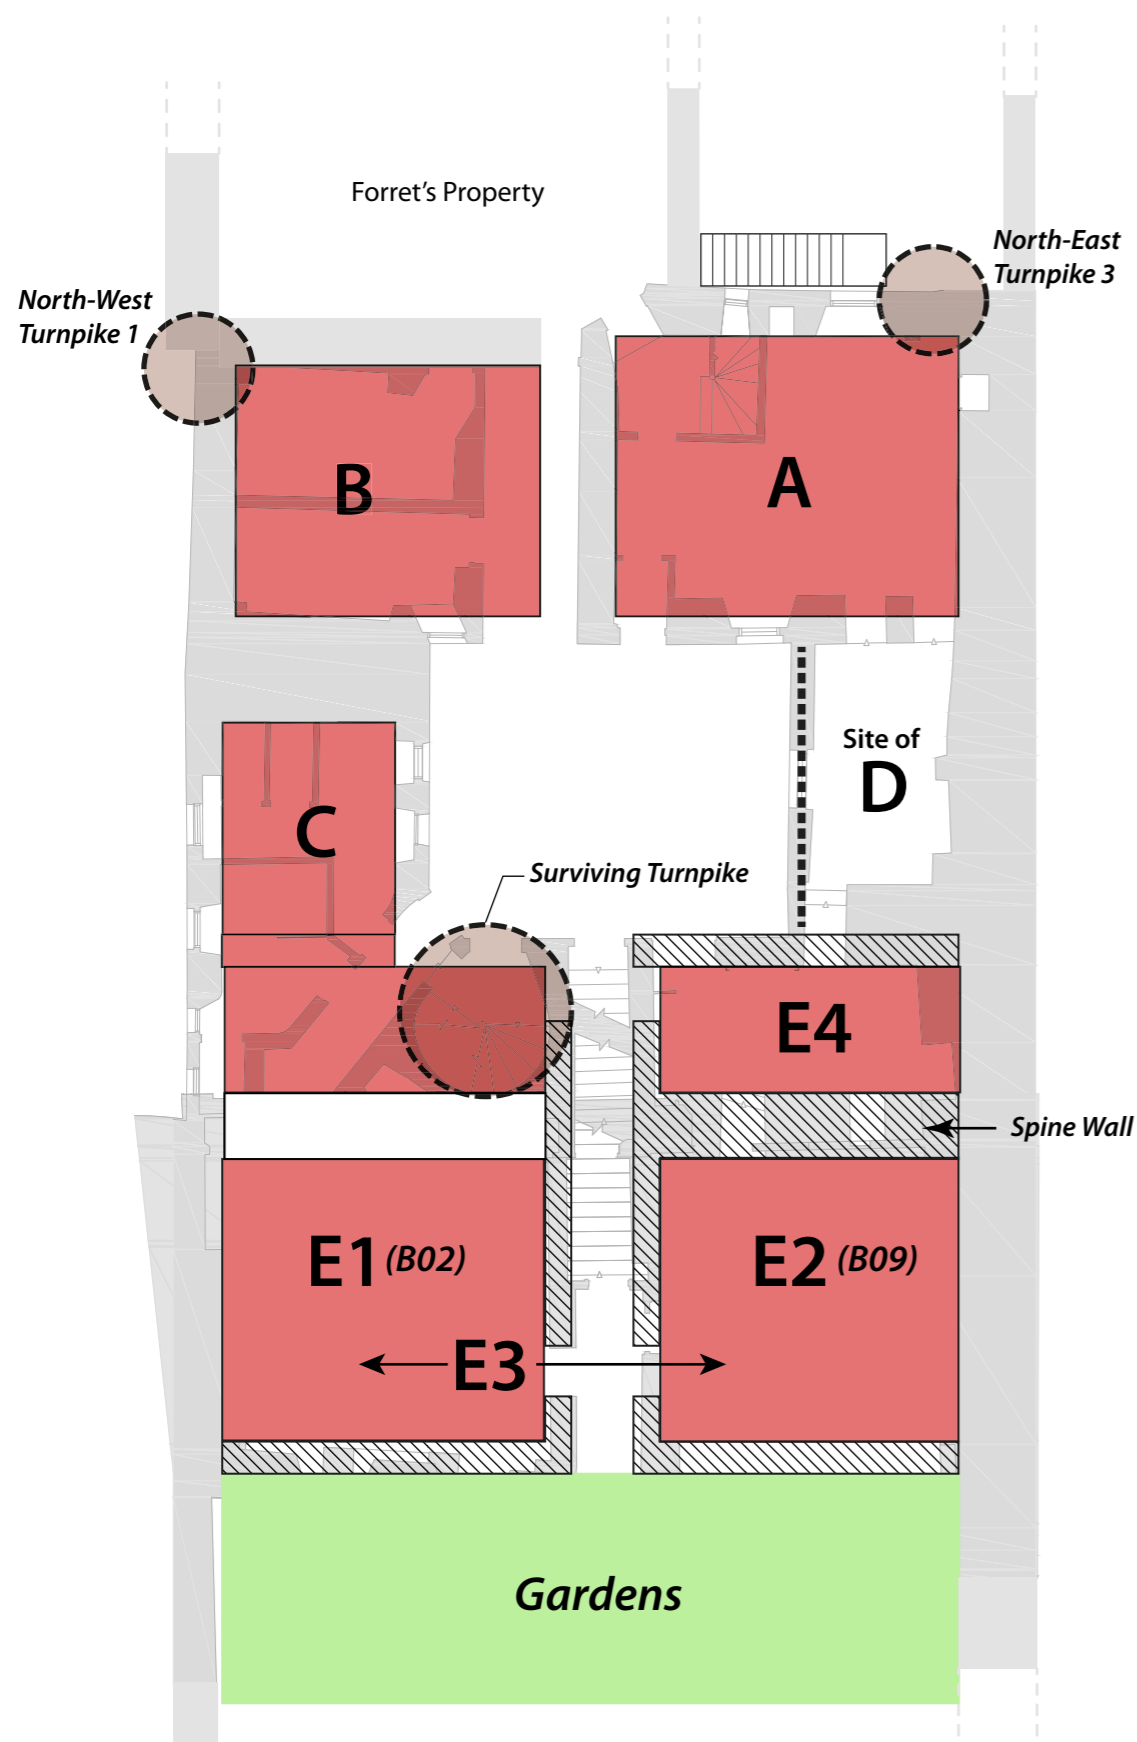 Forret's Property
North-East
Turnpike 3
North-West
Turnpike 1
B
A
Site of
D
C
Surviving Turnpike
E4
Spine Wall
E1 (B02)
E2 (B09)
E3
Gardens